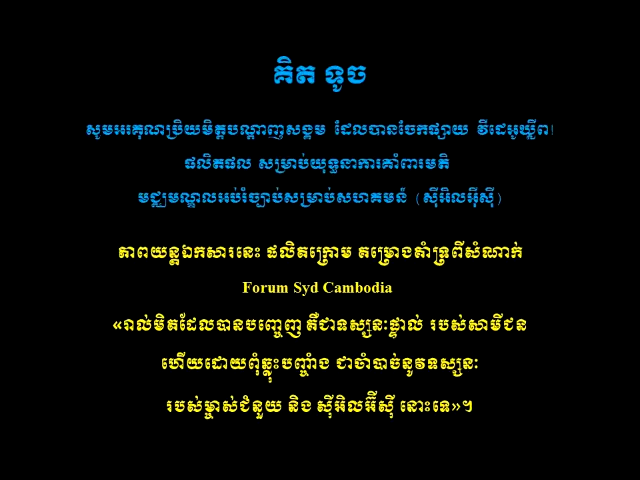 គិត ទូច
សូមអរគុណប្រិយមិត្តបណ្តាញសង្គម ដែលបានចែកផ្សាយ វីដេអូឃ្លីព!
ផលិតផល សម្រាប់យុទ្ធនាការគាំពារមតិ
មជ្ឈមណ្ឌលអប់រំច្បាប់សម្រាប់សហគមន៍ (ស៊ីអិលអ៊ីស៊ី)
ភាពយន្តឯកសារនេះ ផលិតក្រោម គម្រោងគាំទ្រពីសំណាក់
Forum Syd Cambodia
«រាល់មិតដែលបានបញ្ចេញ គឺជាទស្សនៈផ្ទាល់ របស់សាមីជន
ហើយដោយពុំឆ្លុះបញ្ចាំង ជាចាំបាច់នូវទស្សនៈ
របស់ម្ចាស់ជំនួយ និង ស៊ីអិលអ៊ីស៊ី នោះទេ»។